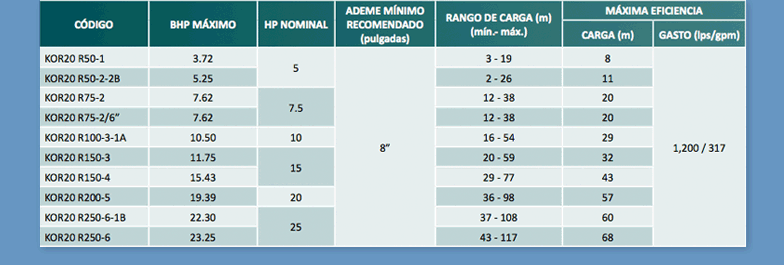 CÓDIGO BHP MÁXIMO HP NOMINAL ADEME MÍNIMO RECOMENDADO (pulgadas) RANGO DE CARGA (m) (mín.- máx.) MÁXIMA EFICIENCIA
CARGA (m) GASTO (lps/gpm)
KOR20 R50-1 3.72 5 8” 3 - 19 8 1,200 / 317
KOR20 R50-2-2B 5.25 2 - 26 11
KOR20 R75-2 7.62 7.5 12 - 38 20
KOR20 R75-2/6” 7.62 12 - 38 20
KOR20 R100-3-1A 10.50 10 16 - 54 29
KOR20 R150-3 11.75 15 20 - 59 32
KOR20 R150-4 15.43 29 - 77 43
KOR20 R200-5 19.39 20 36 - 98 57
KOR20 R250-6-1B 22.30 25 37 - 108 60
KOR20 R250-6 23.25 43 - 117 68